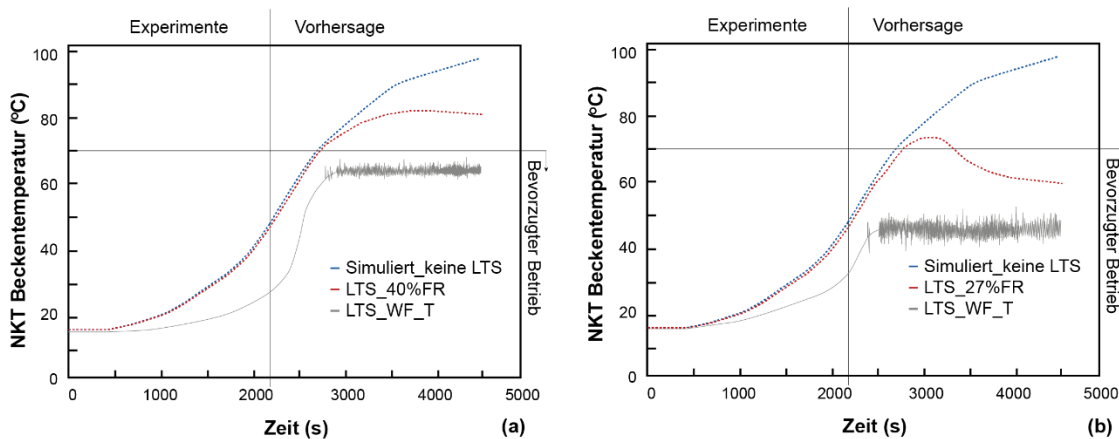 Experimente Vorhersage
NKT Beckentemperatur (°C)
100
80
60
40
20
0
Simuliert_keine LTS
LTS_40%FR
LTS_WF_T
Bevorzugter Betrieb
0 1000 2000 3000 4000 5000
Zeit (s)
(a)
Experimente Vorhersage
NKT Beckentemperatur (°C)
100
80
60
40
20
0
Simuliert_keine LTS
LTS_27%FR
LTS_WF_T
Bevorzugter Betrieb
0 1000 2000 3000 4000 5000
Zeit (s)
(b)